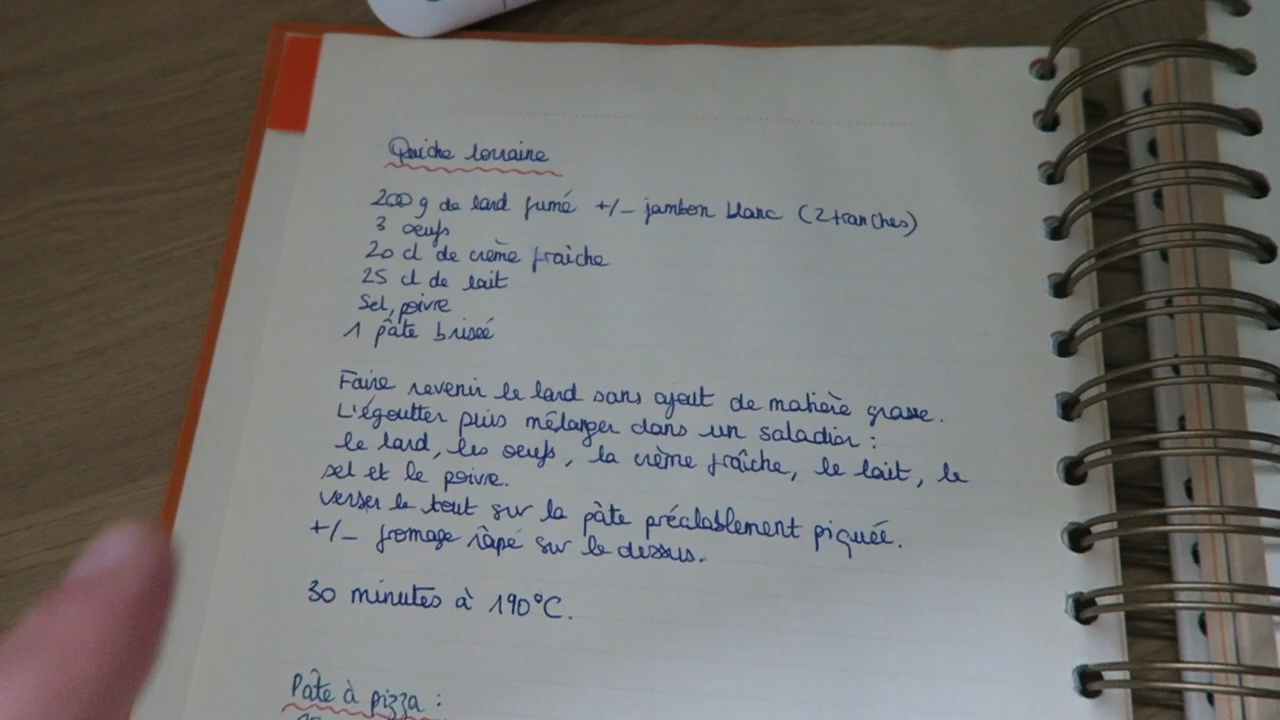 Quiche lorraine
200 g de lard fumé +/- jambon blanc (2 tranches)
3 oeufs
20 cl de crème fraîche
25 cl de lait
Sel, poivre
1 pâte brisée
Faire revenir le lard sans ajout de matière grasse.
L'égoutter puis mélanger dans un saladier :
le lard, les oeufs, la crème fraîche, le lait, le
sel et le poivre.
Verser le tout sur la pâte préalablement piquée.
+/- fromage râpé sur le dessus.
30 minutes à 190°C.
Pâte à pizza :